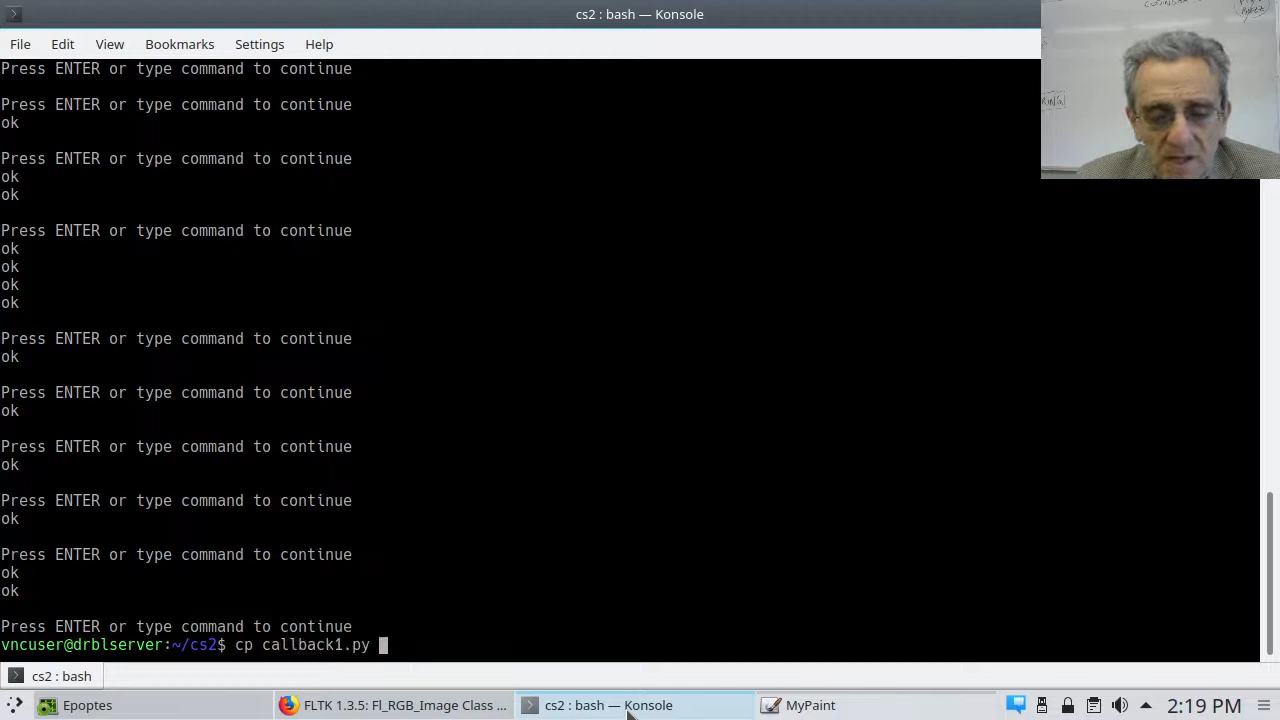 cs2 : bash — Konsole
File Edit View Bookmarks Settings Help
Press ENTER or type command to continue
Press ENTER or type command to continue
ok
Press ENTER or type command to continue
ok
ok
Press ENTER or type command to continue
ok
ok
ok
ok
Press ENTER or type command to continue
ok
Press ENTER or type command to continue
ok
Press ENTER or type command to continue
ok
Press ENTER or type command to continue
ok
Press ENTER or type command to continue
ok
ok
Press ENTER or type command to continue
vncuser@drblserver:~/cs2$ cp callback1.py
cs2 : bash
Epoptes FLTK 1.3.5: Fl_RGB_Image Class ... cs2 : bash — Konsole MyPaint 2:19 PM